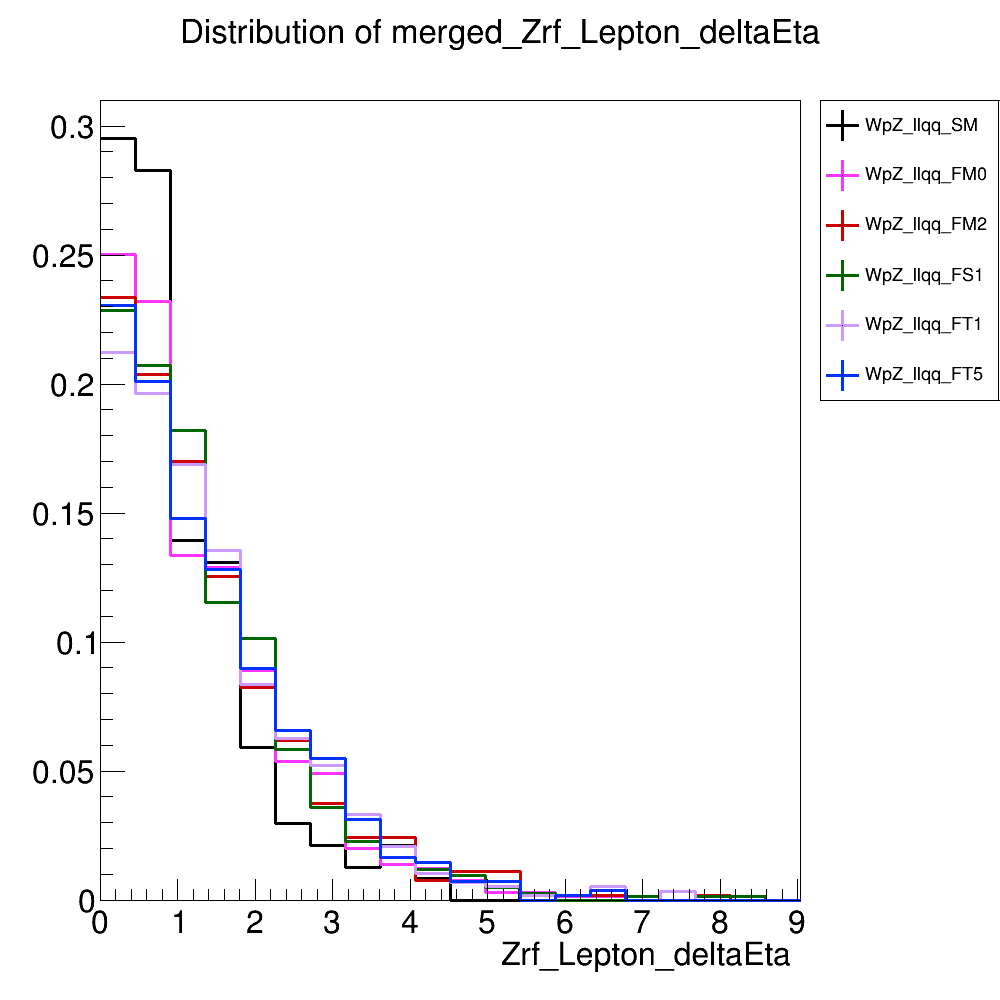 Distribution of merged_Zrf_Lepton_deltaEta
0.3
0.25
0.2
0.15
0.1
0.05
0
0 1 2 3 4 5 6 7 8 9
Zrf_Lepton_deltaEta
WpZ_llqq_SM
WpZ_llqq_FM0
WpZ_llqq_FM2
WpZ_llqq_FS1
WpZ_llqq_FT1
WpZ_llqq_FT5